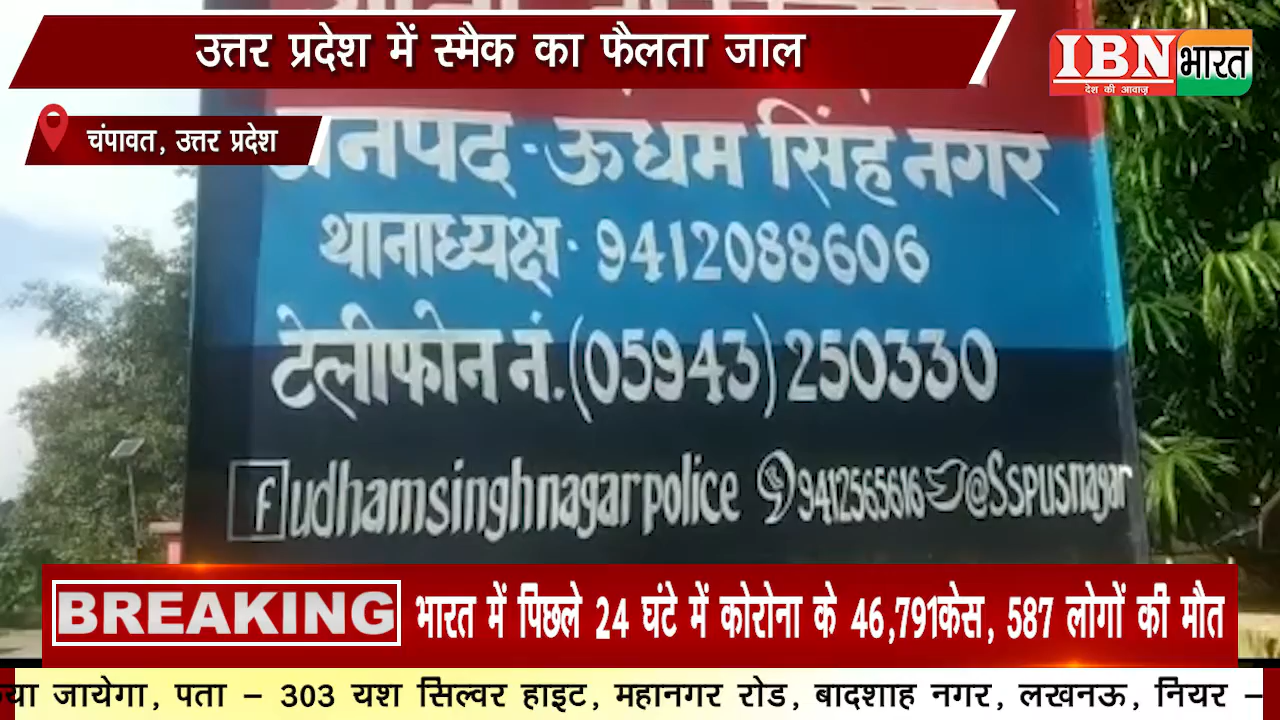 उत्तर प्रदेश में स्मैक का फैलता जाल
IBN भारत
देश की आवाज़
चंपावत, उत्तर प्रदेश
जनपद-ऊधम सिंह नगर
थानाध्यक्ष· 9412088606
टेलीफोन नं.(05943)250330
f udhamsinghnagarpolice 9412565616 @Sspusnagar
BREAKING भारत में पिछले 24 घंटे में कोरोना के 46,791केस, 587 लोगों की मौत
जायेगा, पता – 303 यश सिल्वर हाइट, महानगर रोड, बादशाह नगर, लखनऊ, नियर –